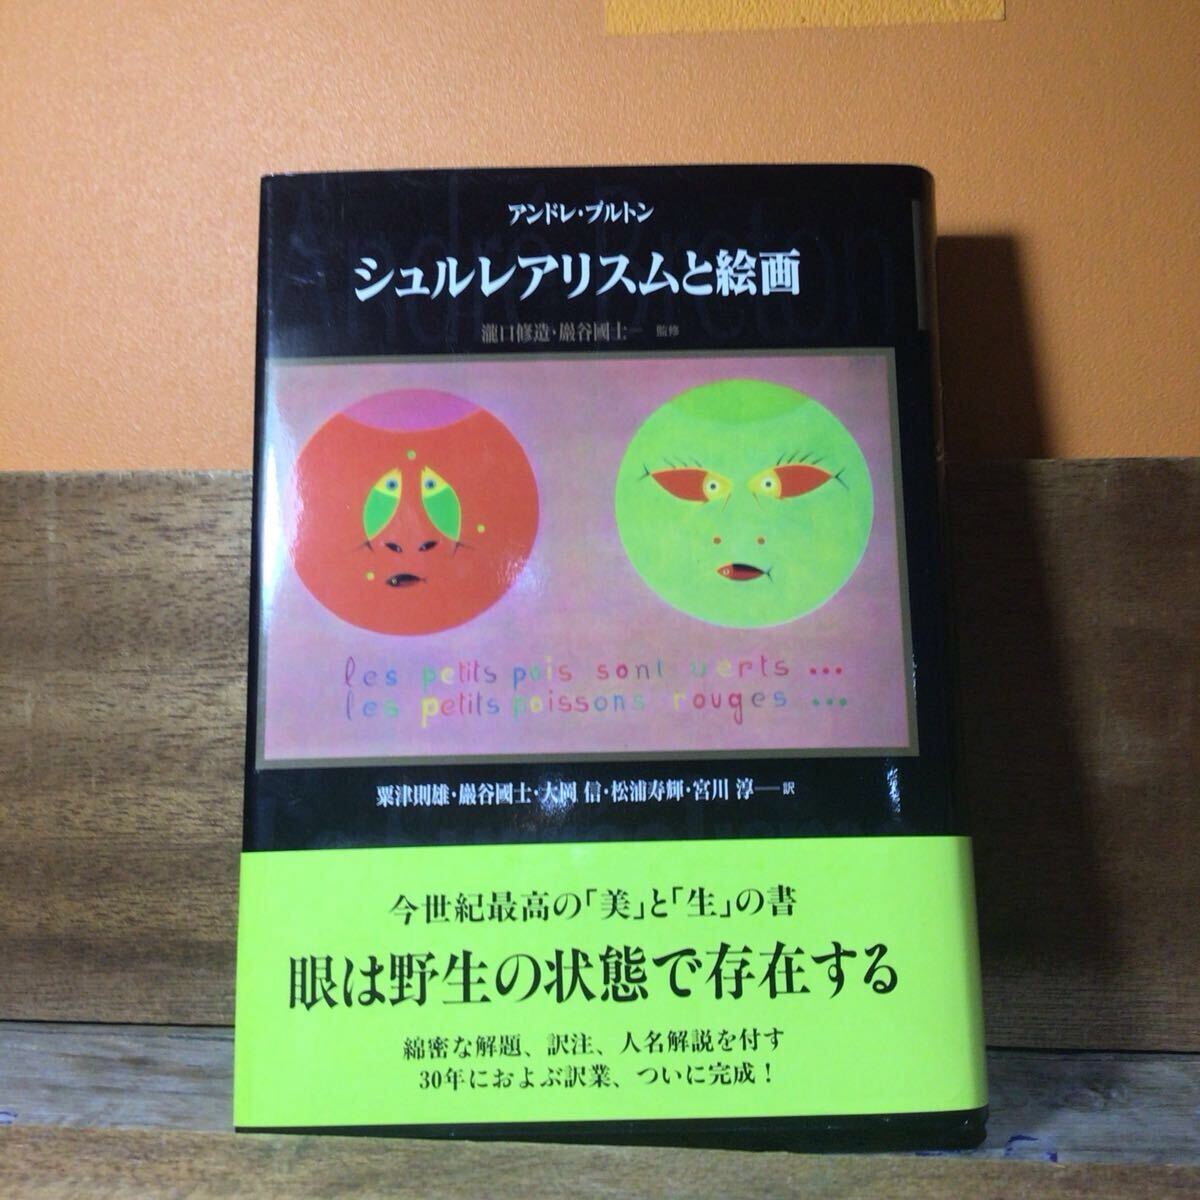 アンドレ・ブルトン
シュルレアリスムと絵画
瀧口修造・巖谷國士― 監修
les petits pois sont verts ...
les petits poissons rouges ...
粟津則雄・巖谷國士・大岡 信・松浦寿輝・宮川 淳――訳
今世紀最高の「美」と「生」の書
眼は野生の状態で存在する
綿密な解題、訳注、人名解説を付す
30年におよぶ訳業、ついに完成！